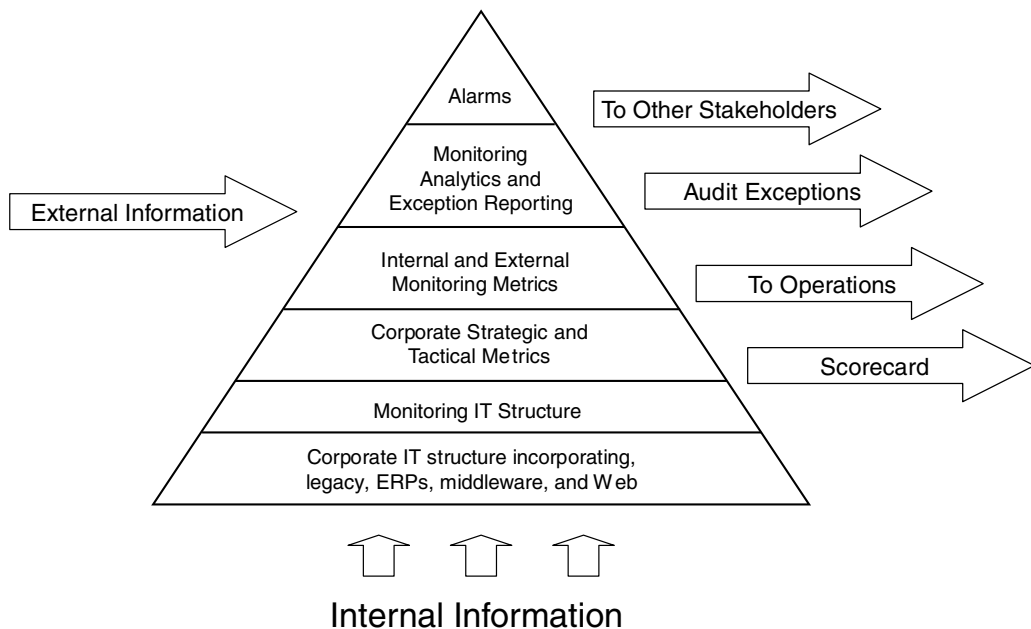 Alarms
To Other Stakeholders
Monitoring
Analytics and
Exception Reporting
Audit Exceptions
External Information
Internal and External
Monitoring Metrics
To Operations
Corporate Strategic and
Tactical Metrics
Scorecard
Monitoring IT Structure
Corporate IT structure incorporating,
legacy, ERPs, middleware, and Web
Internal Information